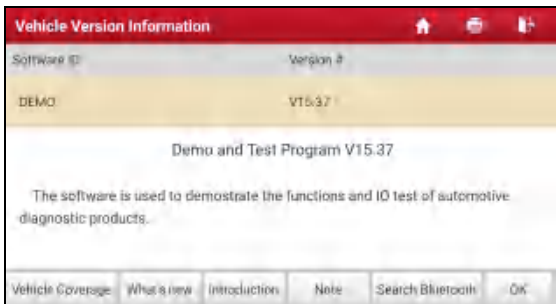 Vehicle Version Information
Software ID Version #
DEMO V15.37
Demo and Test Program V15.37
The software is used to demostrate the functions and IO test of automotive
diagnostic products.
Vehicle Coverage What's new Introduction Note Search Bluetooth OK